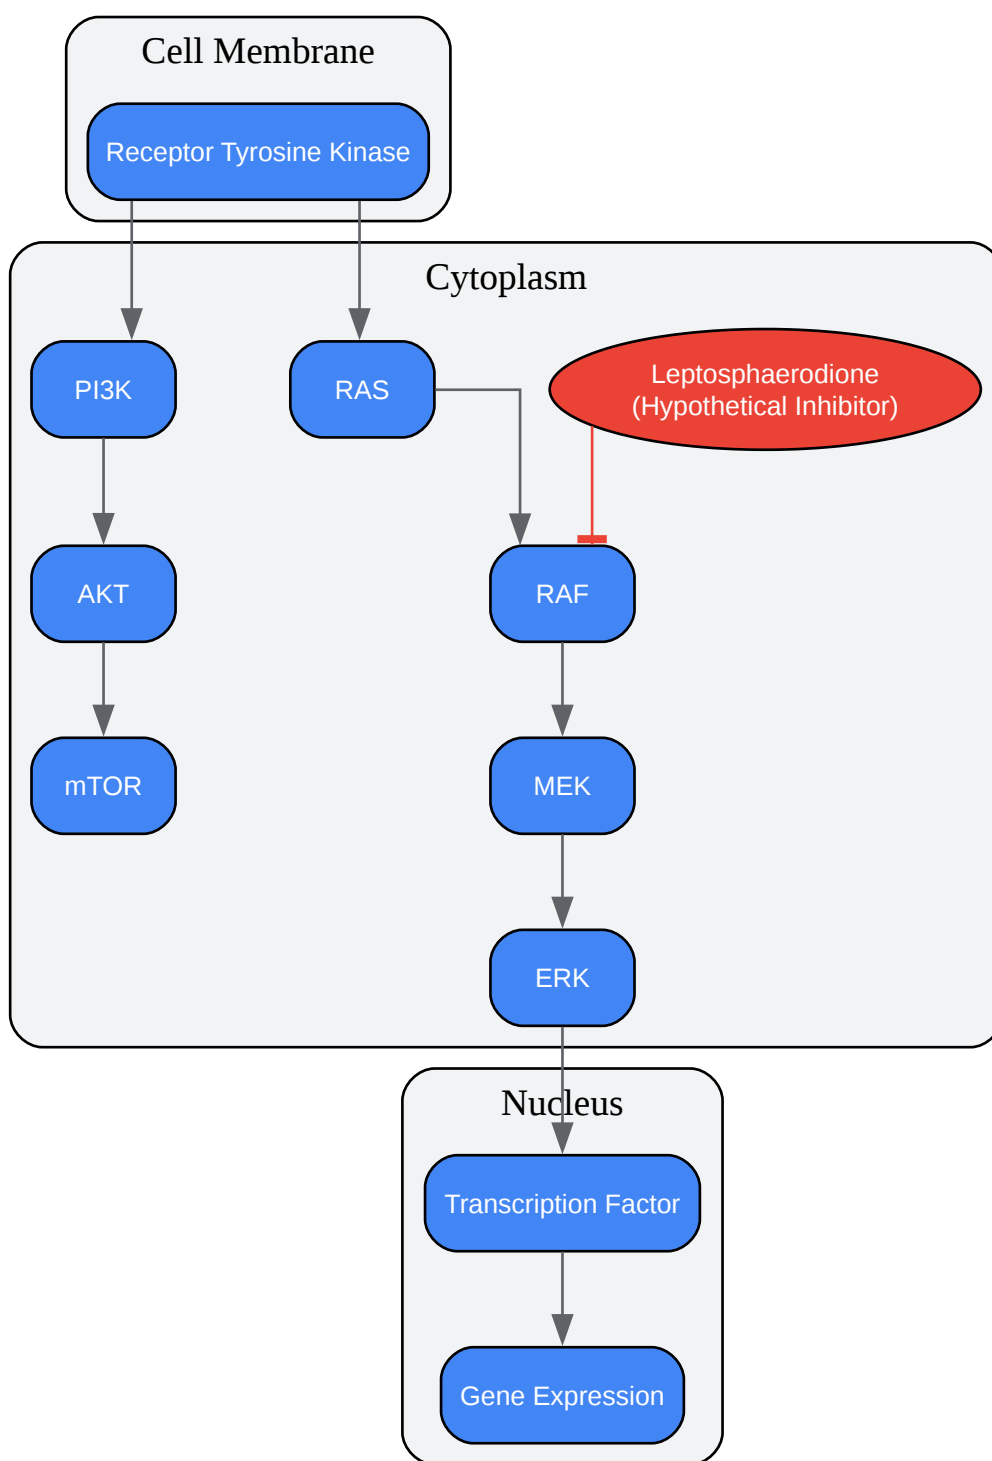 Cell Membrane
Receptor Tyrosine Kinase
Cytoplasm
PI3K
RAS
Leptosphaerodione
(Hypothetical Inhibitor)
AKT
RAF
mTOR
MEK
ERK
Nucleus
Transcription Factor
Gene Expression